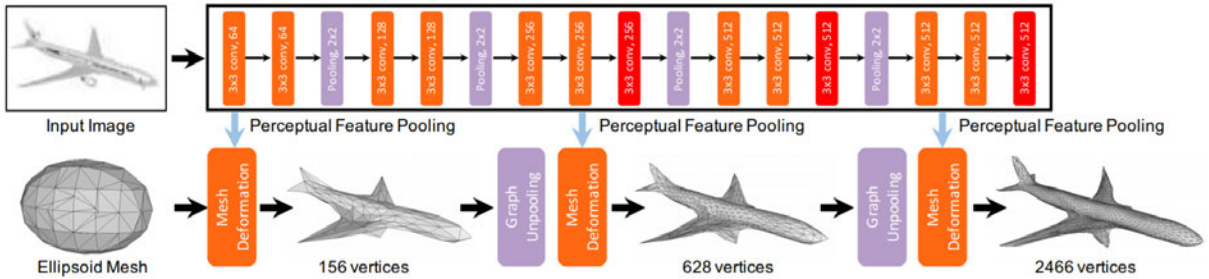 3x3 conv, 64
3x3 conv, 64
Pooling, 2x2
3x3 conv, 128
3x3 conv, 128
Pooling, 2x2
3x3 conv, 256
3x3 conv, 256
3x3 conv, 256
Pooling, 2x2
3x3 conv, 512
3x3 conv, 512
3x3 conv, 512
Pooling, 2x2
3x3 conv, 512
3x3 conv, 512
3x3 conv, 512
Input Image
Perceptual Feature Pooling
Perceptual Feature Pooling
Perceptual Feature Pooling
Mesh
Deformation
Graph
Unpooling
Mesh
Deformation
Graph
Unpooling
Mesh
Deformation
Ellipsoid Mesh
156 vertices
628 vertices
2466 vertices